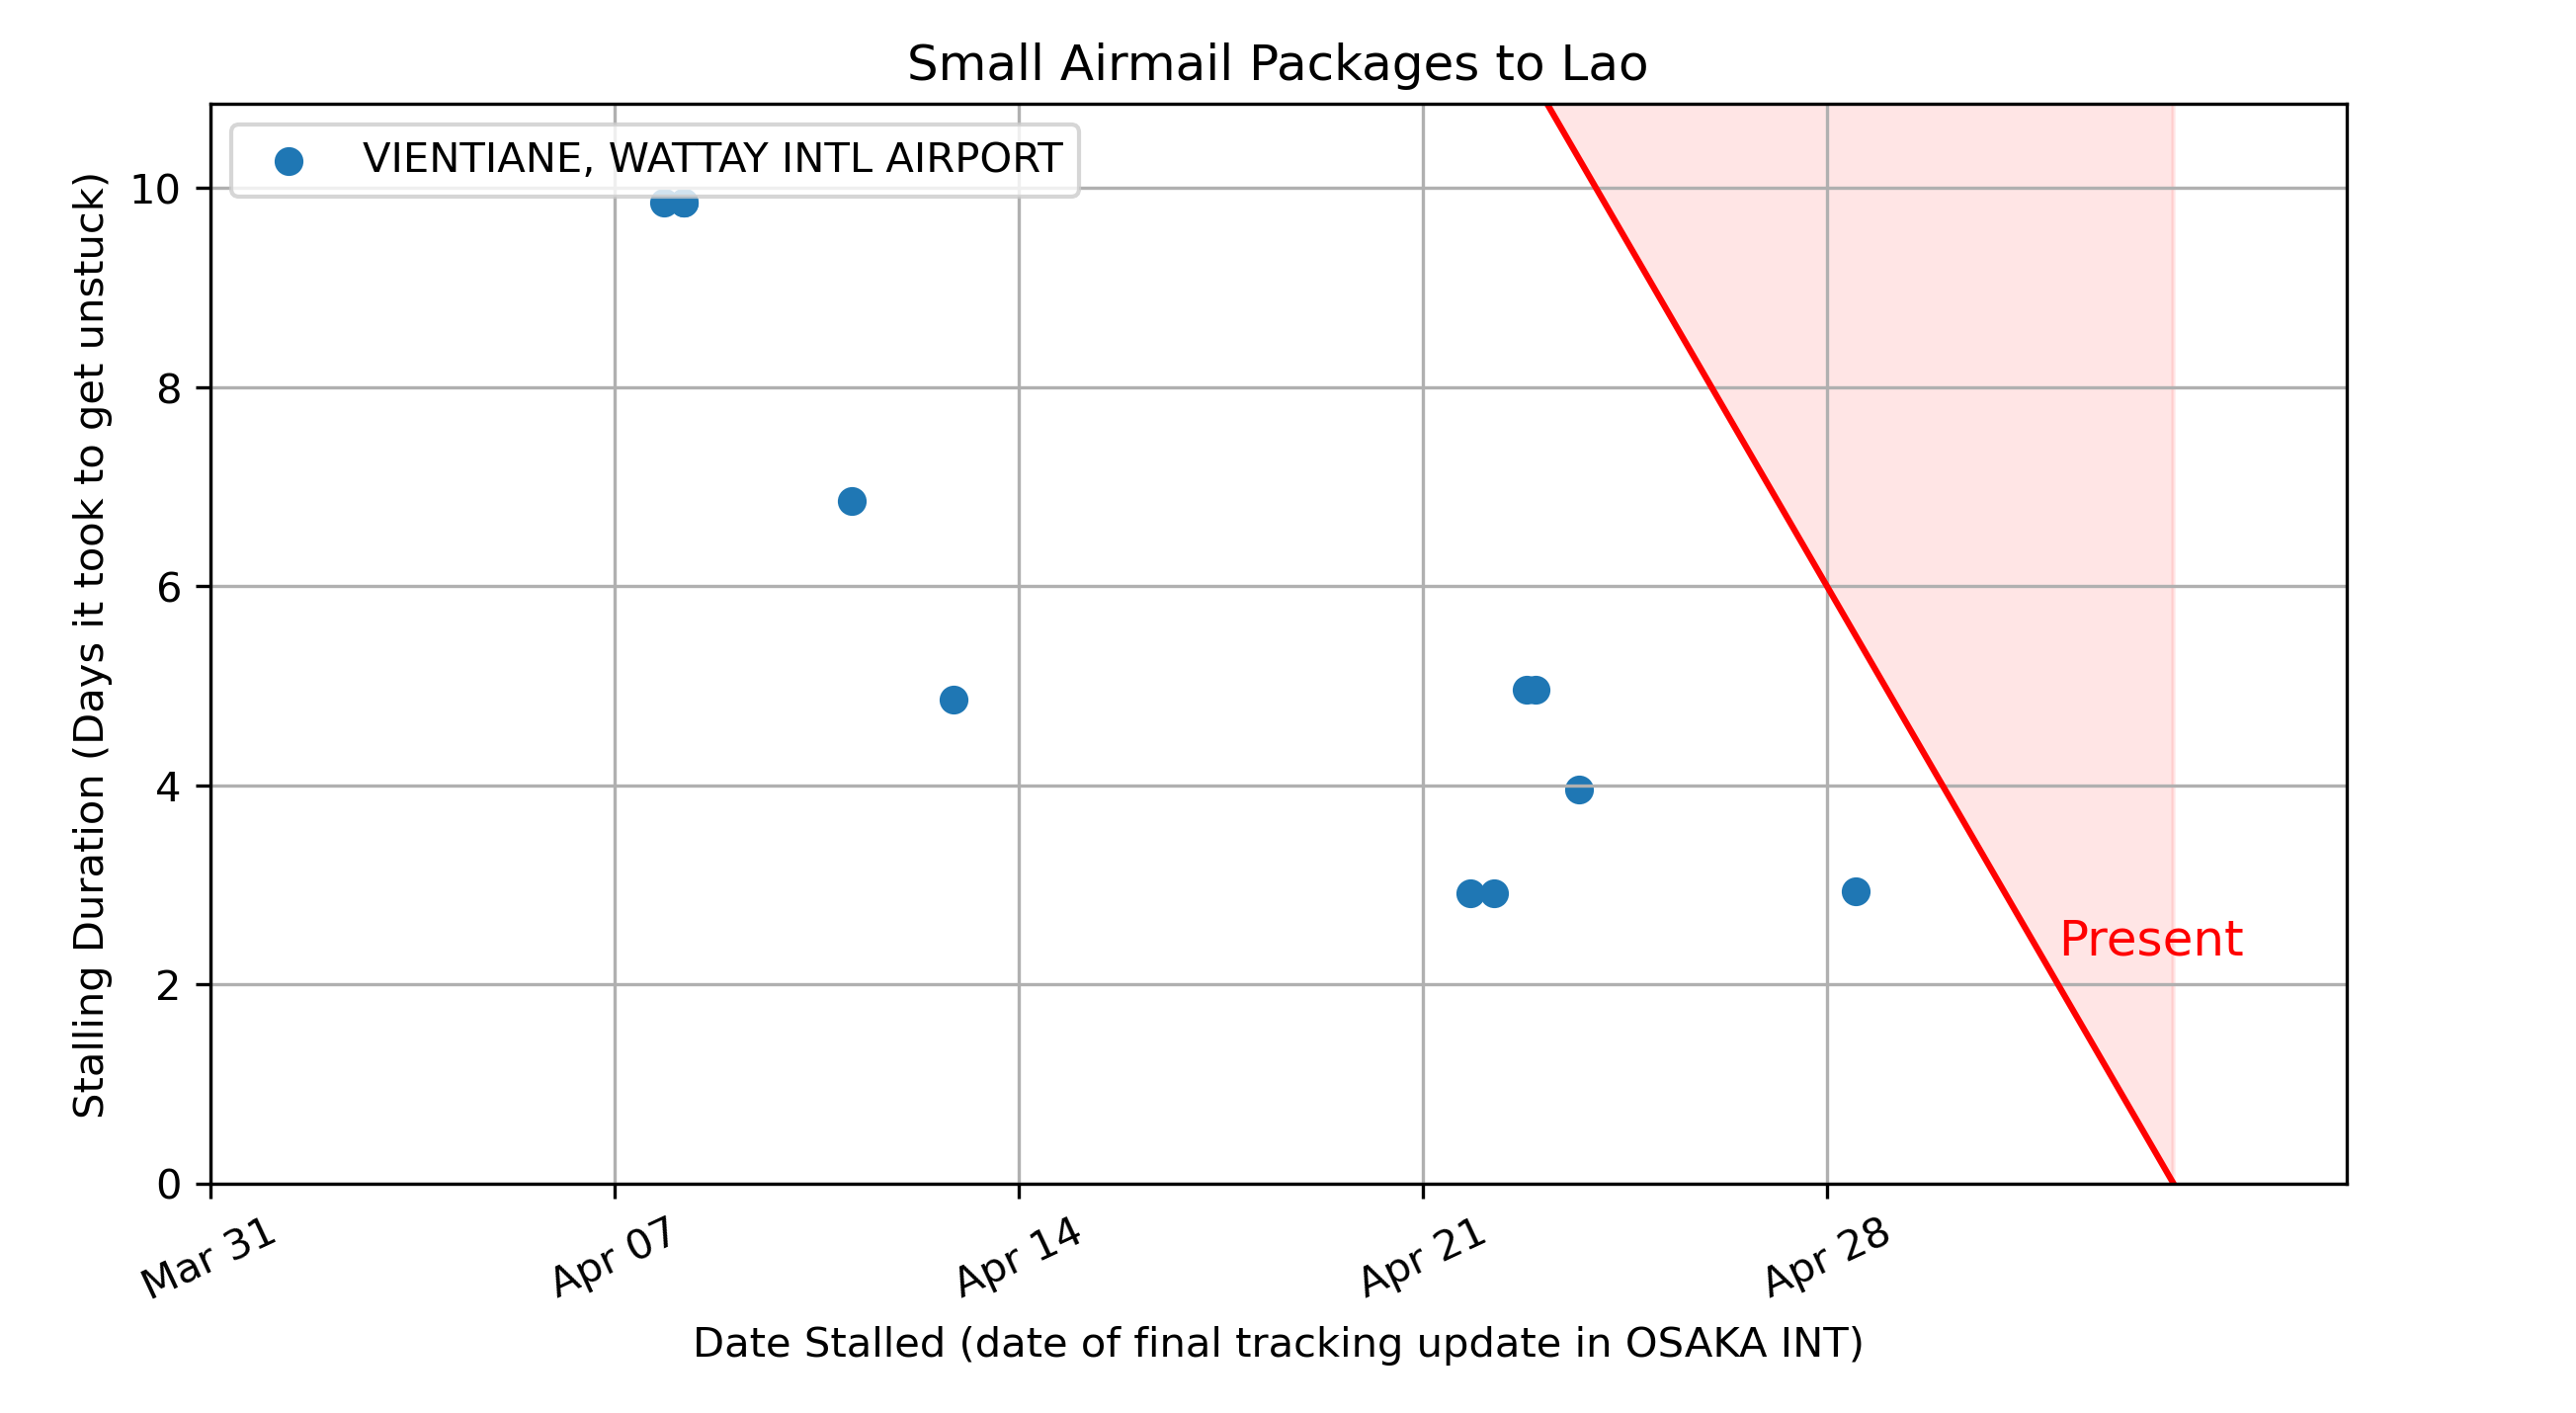 Small Airmail Packages to Lao
VIENTIANE, WATTAY INTL AIRPORT
Stalling Duration (Days it took to get unstuck)
10
8
6
4
2
0
Present
Mar 31
Apr 07
Apr 14
Apr 21
Apr 28
Date Stalled (date of final tracking update in OSAKA INT)